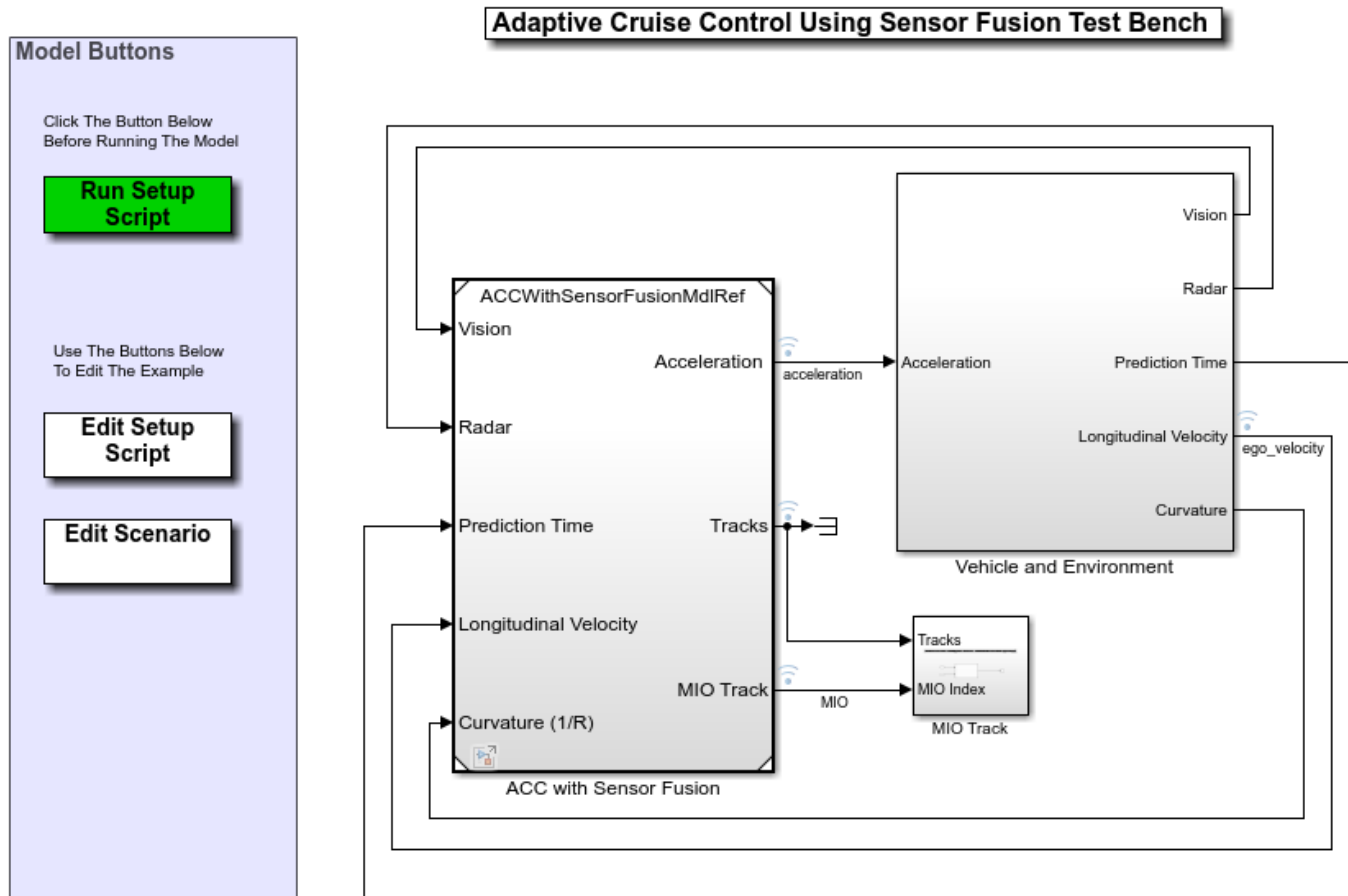 Adaptive Cruise Control Using Sensor Fusion Test Bench
Model Buttons
Click The Button Below
Before Running The Model
Run Setup
Script
Use The Buttons Below
To Edit The Example
Edit Setup
Script
Edit Scenario
ACCWithSensorFusionMdlRef
Vision
Radar
Prediction Time
Longitudinal Velocity
Curvature (1/R)
Acceleration
Tracks
MIO Track
ACC with Sensor Fusion
acceleration
MIO
Acceleration
Vision
Radar
Prediction Time
Longitudinal Velocity
Curvature
Vehicle and Environment
ego_velocity
Tracks
MIO Index
MIO Track